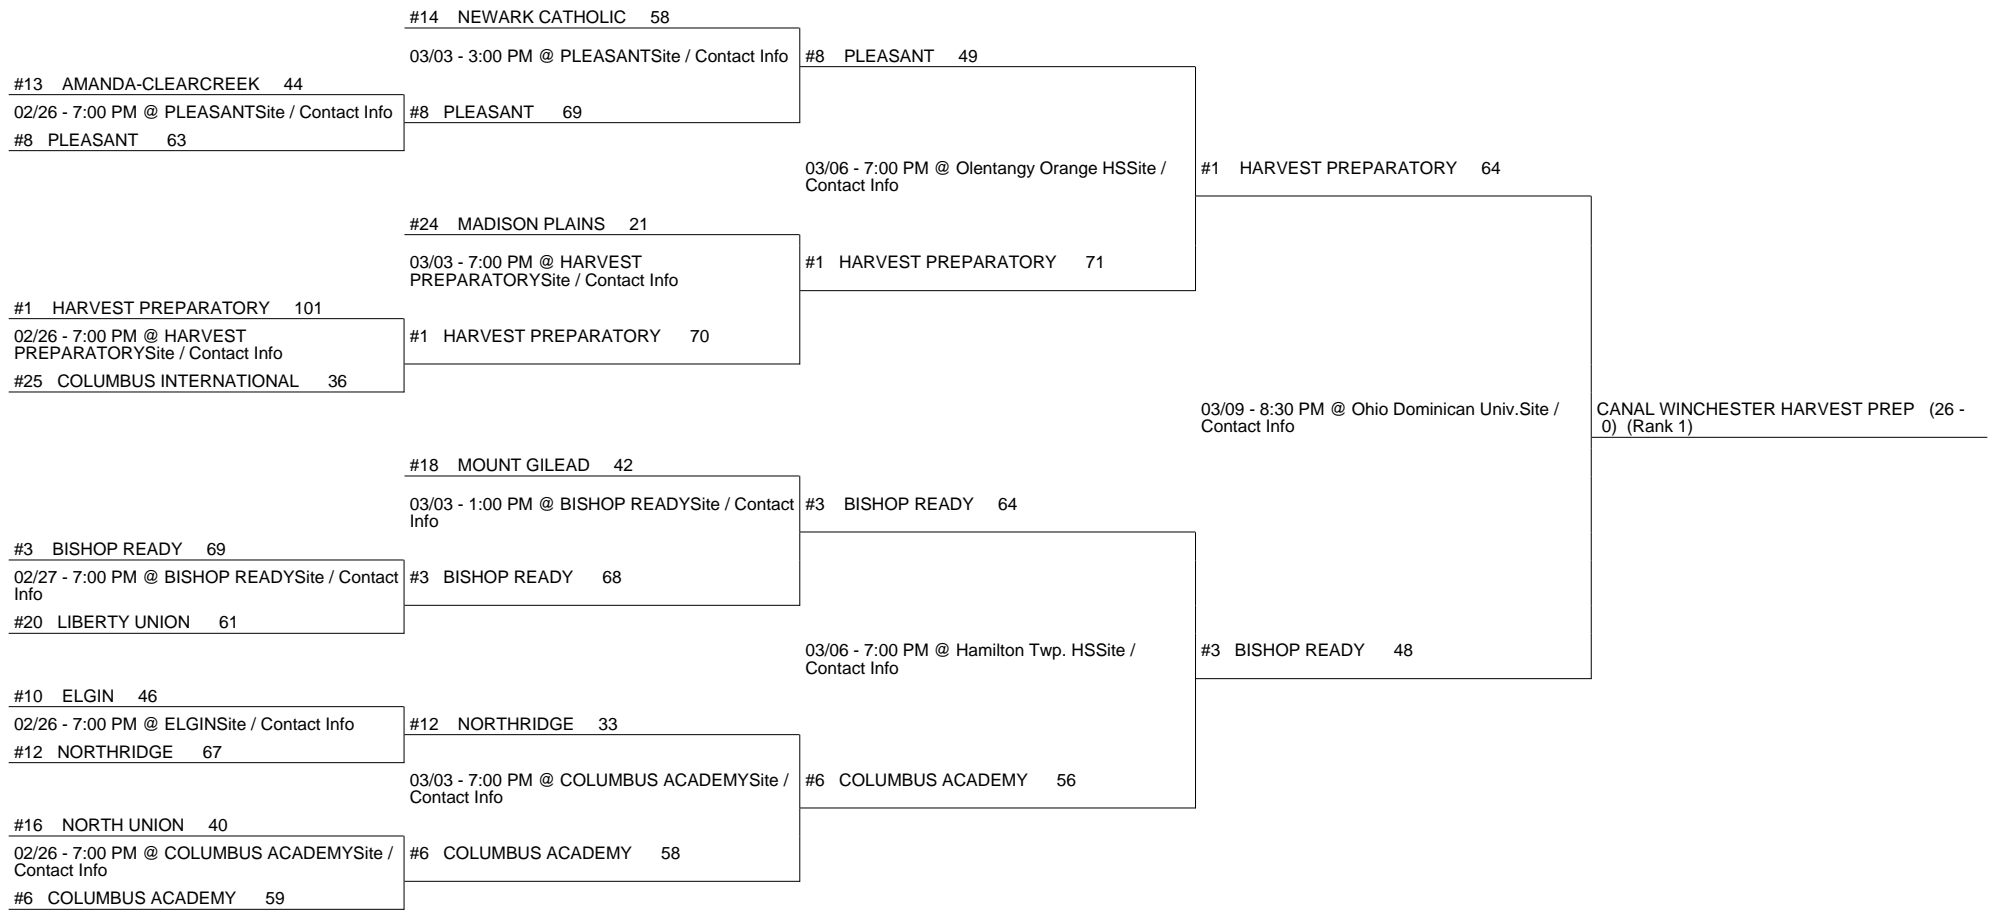 #14 NEWARK CATHOLIC 58
03/03 - 3:00 PM @ PLEASANTSite / Contact Info
#8 PLEASANT 49
#13 AMANDA-CLEARCREEK 44
02/26 - 7:00 PM @ PLEASANTSite / Contact Info
#8 PLEASANT 69
#8 PLEASANT 63
03/06 - 7:00 PM @ Olentangy Orange HSSite /
Contact Info
#1 HARVEST PREPARATORY 64
#24 MADISON PLAINS 21
03/03 - 7:00 PM @ HARVEST
PREPARATORYSite / Contact Info
#1 HARVEST PREPARATORY 71
#1 HARVEST PREPARATORY 101
02/26 - 7:00 PM @ HARVEST
PREPARATORYSite / Contact Info
#1 HARVEST PREPARATORY 70
#25 COLUMBUS INTERNATIONAL 36
03/09 - 8:30 PM @ Ohio Dominican Univ.Site /
Contact Info
CANAL WINCHESTER HARVEST PREP (26 -
0) (Rank 1)
#18 MOUNT GILEAD 42
03/03 - 1:00 PM @ BISHOP READYSite / Contact
Info
#3 BISHOP READY 64
#3 BISHOP READY 69
02/27 - 7:00 PM @ BISHOP READYSite / Contact
Info
#3 BISHOP READY 68
#20 LIBERTY UNION 61
03/06 - 7:00 PM @ Hamilton Twp. HSSite /
Contact Info
#3 BISHOP READY 48
#10 ELGIN 46
02/26 - 7:00 PM @ ELGINSite / Contact Info
#12 NORTHRIDGE 33
#12 NORTHRIDGE 67
03/03 - 7:00 PM @ COLUMBUS ACADEMYSite /
Contact Info
#6 COLUMBUS ACADEMY 56
#16 NORTH UNION 40
02/26 - 7:00 PM @ COLUMBUS ACADEMYSite /
Contact Info
#6 COLUMBUS ACADEMY 58
#6 COLUMBUS ACADEMY 59